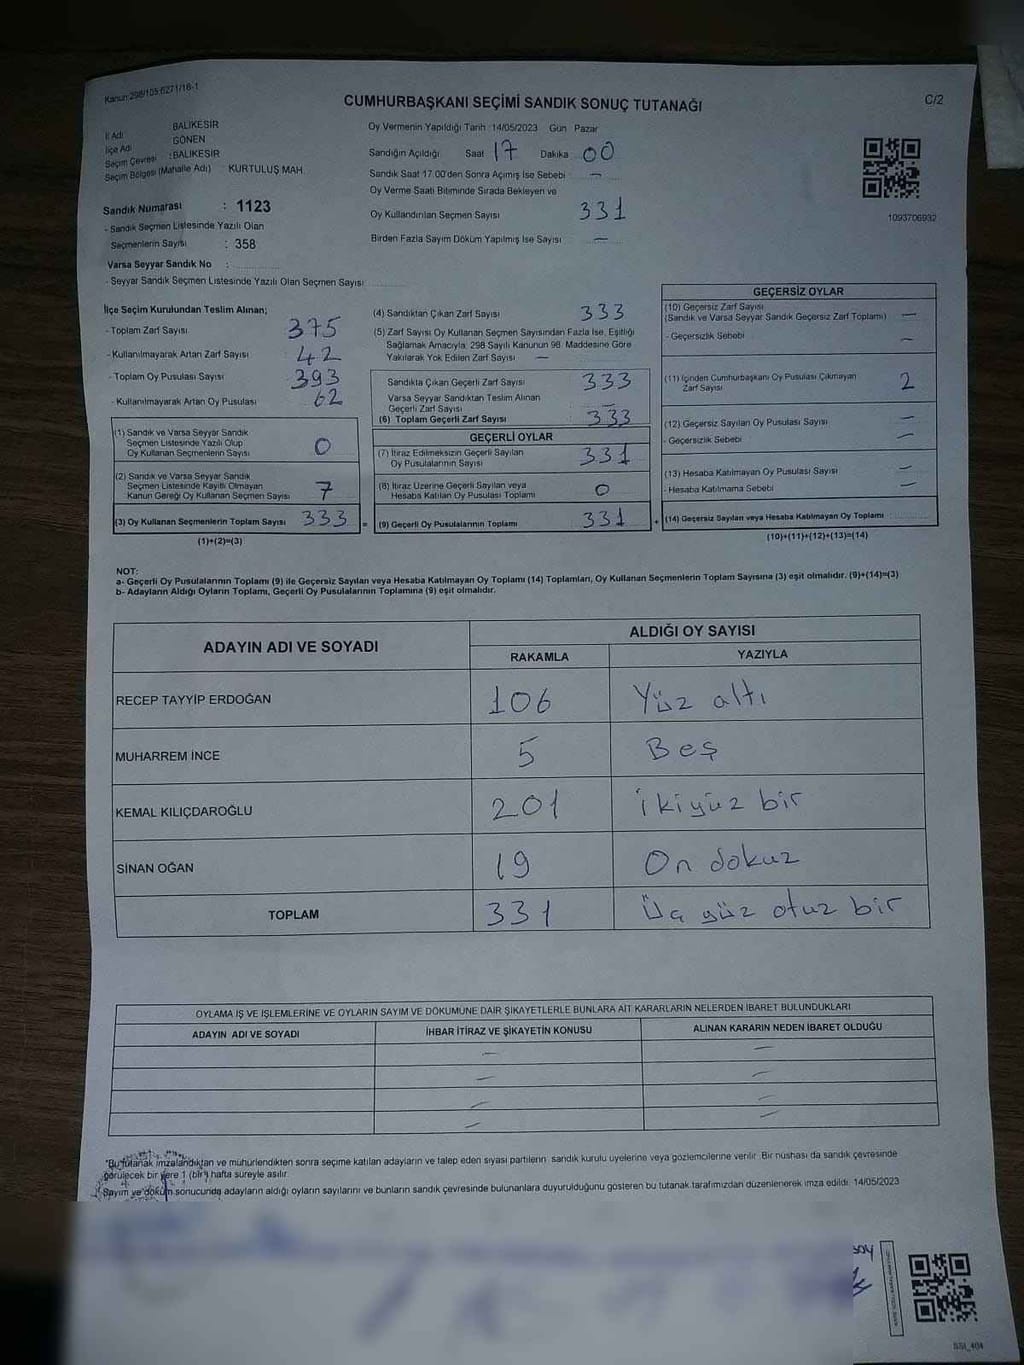 Kanun:298/105,6271/18-1
CUMHURBAŞKANI SEÇİMİ SANDIK SONUÇ TUTANAĞI
C/2
İl Adı BALIKESİR
İlçe Adı GÖNEN
Seçim Çevresi :BALIKESİR
Seçim Bölgesi (Mahalle Adı) KURTULUŞ MAH.
Oy Vermenin Yapıldığı Tarih :14/05/2023 Gün Pazar
Sandığın Açıldığı Saat 17 Dakika 00
Sandık Saat 17.00'den Sonra Açımış İse Sebebi : —
Oy Verme Saati Bitiminde Sırada Bekleyen ve
Oy Kullandırılan Seçmen Sayısı 331
Birden Fazla Sayım Döküm Yapılmış İse Sayısı —
1093706932
Sandık Numarası : 1123
- Sandık Seçmen Listesinde Yazılı Olan
Seçmenlerin Sayısı : 358
Varsa Seyyar Sandık No :
- Seyyar Sandık Seçmen Listesinde Yazılı Olan Seçmen Sayısı
İlçe Seçim Kurulundan Teslim Alınan;
- Toplam Zarf Sayısı 375
- Kullanılmayarak Artan Zarf Sayısı 42
- Toplam Oy Pusulası Sayısı 393
- Kullanılmayarak Artan Oy Pusulası 62
(1) Sandık ve Varsa Seyyar Sandık
Seçmen Listesinde Yazılı Olup
Oy Kullanan Seçmenlerin Sayısı 0
(2) Sandık ve Varsa Seyyar Sandık
Seçmen Listesinde Kayıtlı Olmayan
Kanun Gereği Oy Kullanan Seçmen Sayısı 7
(3) Oy Kullanan Seçmenlerin Toplam Sayısı 333 =
(1)+(2)=(3)
(4) Sandıktan Çıkan Zarf Sayısı 333
(5) Zarf Sayısı Oy Kullanan Seçmen Sayısından Fazla İse, Eşitliği
Sağlamak Amacıyla, 298 Sayılı Kanunun 98. Maddesine Göre
Yakılarak Yok Edilen Zarf Sayısı —
Sandıkta Çıkan Geçerli Zarf Sayısı 333
Varsa Seyyar Sandıktan Teslim Alınan
Geçerli Zarf Sayısı
(6) Toplam Geçerli Zarf Sayısı 333
GEÇERLİ OYLAR
(7) İtiraz Edilmeksizin Geçerli Sayılan
Oy Pusulalarının Sayısı 331
(8) İtiraz Üzerine Geçerli Sayılan veya
Hesaba Katılan Oy Pusulası Toplamı 0
(9) Geçerli Oy Pusulalarının Toplamı 331 +
GEÇERSİZ OYLAR
(10) Geçersiz Zarf Sayısı
(Sandık ve Varsa Seyyar Sandık Geçersiz Zarf Toplamı) —
- Geçersizlik Sebebi —
(11) İçinden Cumhurbaşkanı Oy Pusulası Çıkmayan
Zarf Sayısı 2
(12) Geçersiz Sayılan Oy Pusulası Sayısı —
- Geçersizlik Sebebi —
(13) Hesaba Katılmayan Oy Pusulası Sayısı —
- Hesaba Katılmama Sebebi —
(14) Geçersiz Sayılan veya Hesaba Katılmayan Oy Toplamı
(10)+(11)+(12)+(13)=(14)
NOT:
a- Geçerli Oy Pusulalarının Toplamı (9) ile Geçersiz Sayılan veya Hesaba Katılmayan Oy Toplamı (14) Toplamları, Oy Kullanan Seçmenlerin Toplam Sayısına (3) eşit olmalıdır. (9)+(14)=(3)
b- Adayların Aldığı Oyların Toplamı, Geçerli Oy Pusulalarının Toplamına (9) eşit olmalıdır.
ADAYIN ADI VE SOYADI
ALDIĞI OY SAYISI
RAKAMLA YAZIYLA
RECEP TAYYİP ERDOĞAN 106 Yüz altı
MUHARREM İNCE 5 Beş
KEMAL KILIÇDAROĞLU 201 ikiyüz bir
SİNAN OĞAN 19 On dokuz
TOPLAM 331 Üç yüz otuz bir
OYLAMA İŞ VE İŞLEMLERİNE VE OYLARIN SAYIM VE DÖKÜMÜNE DAİR ŞİKAYETLERLE BUNLARA AİT KARARLARIN NELERDEN İBARET BULUNDUKLARI
ADAYIN ADI VE SOYADI İHBAR İTİRAZ VE ŞİKAYETİN KONUSU ALINAN KARARIN NEDEN İBARET OLDUĞU
— —
— —
— —
— —
*Bu tutanak imzalandıktan ve mühürlendikten sonra seçime katılan adayların ve talep eden siyasi partilerin, sandık kurulu üyelerine veya gözlemcilerine verilir. Bir nüshası da sandık çevresinde
görülecek bir yere 1 (bir) hafta süreyle asılır.
Sayım ve döküm sonucunda adayların aldığı oyların sayılarını ve bunların sandık çevresinde bulunanlara duyurulduğunu gösteren bu tutanak tarafımızdan düzenlenerek imza edildi. 14/05/2023
SSI_404